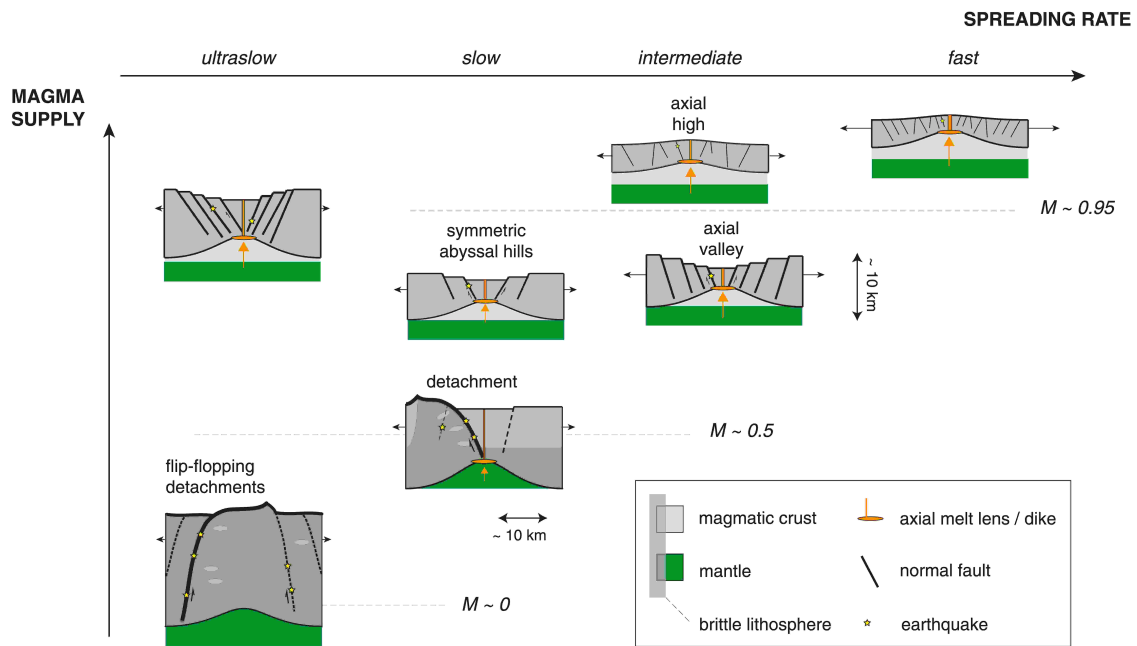 SPREADING RATE
ultraslow
slow
intermediate
fast
MAGMA
SUPPLY
axial
high
M ~ 0.95
symmetric
abyssal hills
axial
valley
~ 10 km
detachment
M ~ 0.5
flip-flopping
detachments
~ 10 km
M ~ 0
magmatic crust
axial melt lens / dike
mantle
normal fault
brittle lithosphere
earthquake